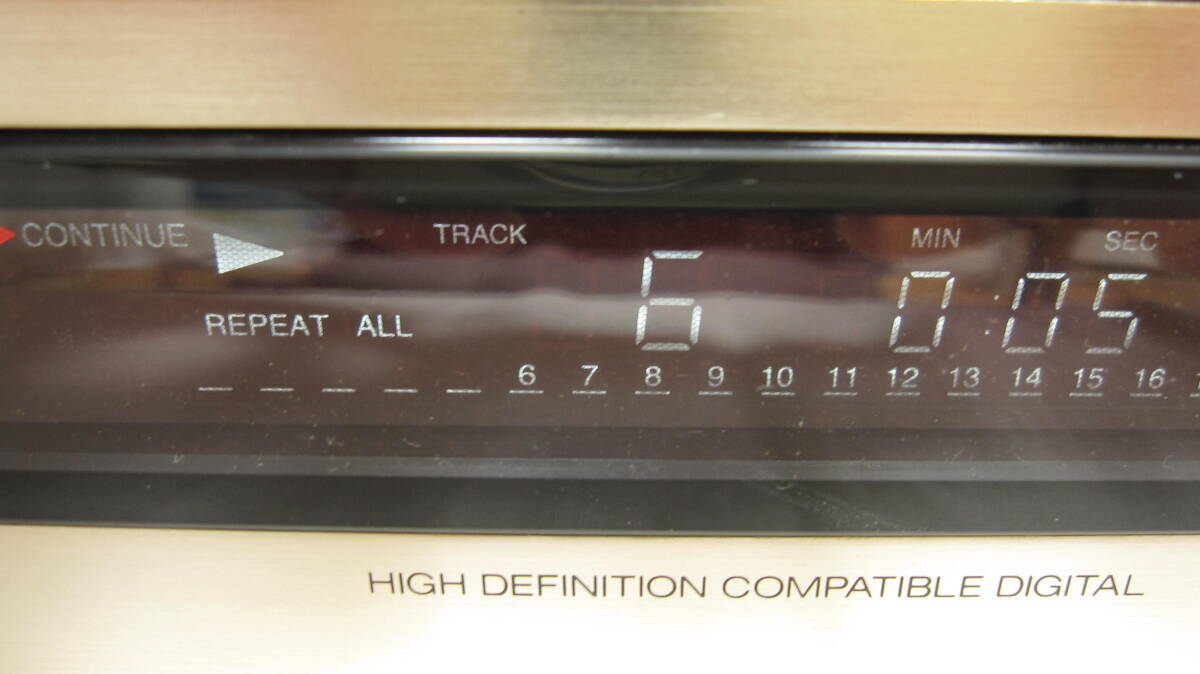 CONTINUE TRACK MIN SEC
6 0:05
REPEAT ALL
6 7 8 9 10 11 12 13 14 15 16
HIGH DEFINITION COMPATIBLE DIGITAL